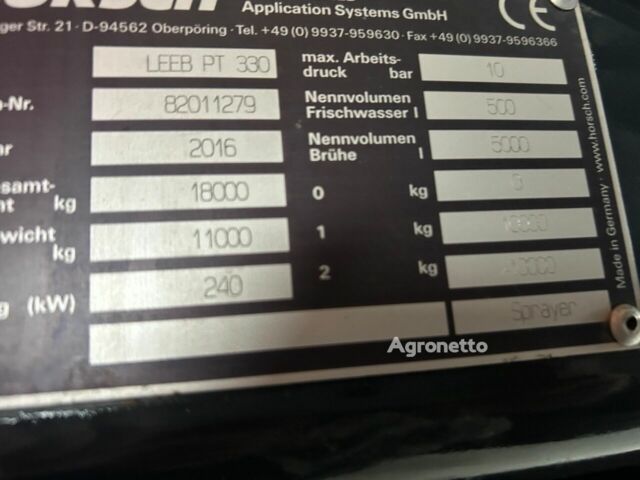 Application Systems GmbH
ger Str. 21 · D-94562 Oberpöring · Tel. +49 (0) 9937-959630 · Fax +49 (0) 9937-9596366
LEEB PT 330 max. Arbeits-
druck bar 10
-Nr. 82011279 Nennvolumen
Frischwasser l 500
2016 Nennvolumen
Brühe l 5000
esamt-
kg 18000 0 kg
wicht
kg 11000 1 kg 10000
g (kW) 240 2 kg 10000
Sprayer
Made in Germany · www.horsch.com
CE
Agronetto